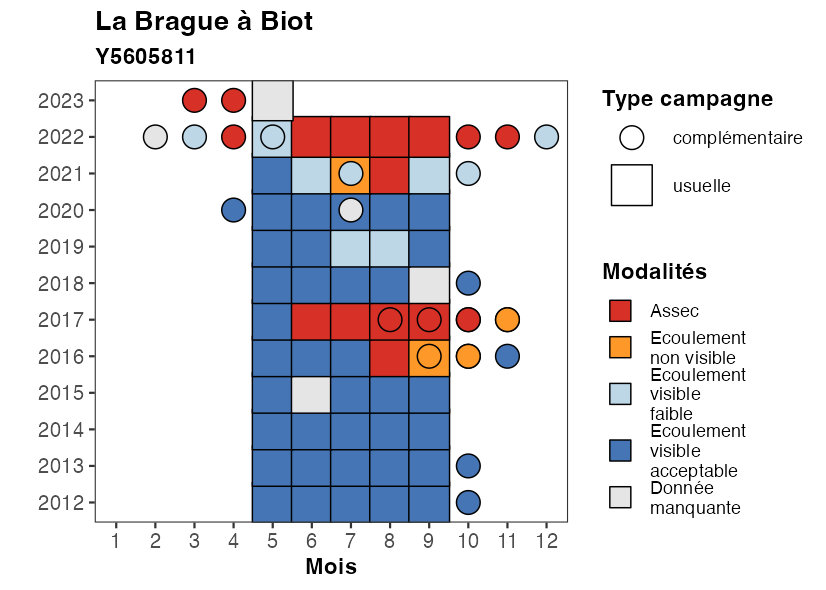 La Brague à Biot
Y5605811
2023
2022
2021
2020
2019
2018
2017
2016
2015
2014
2013
2012
1 2 3 4 5 6 7 8 9 10 11 12
Mois
Type campagne
complémentaire
usuelle
Modalités
Assec
Ecoulement
non visible
Ecoulement
visible
faible
Ecoulement
visible
acceptable
Donnée
manquante